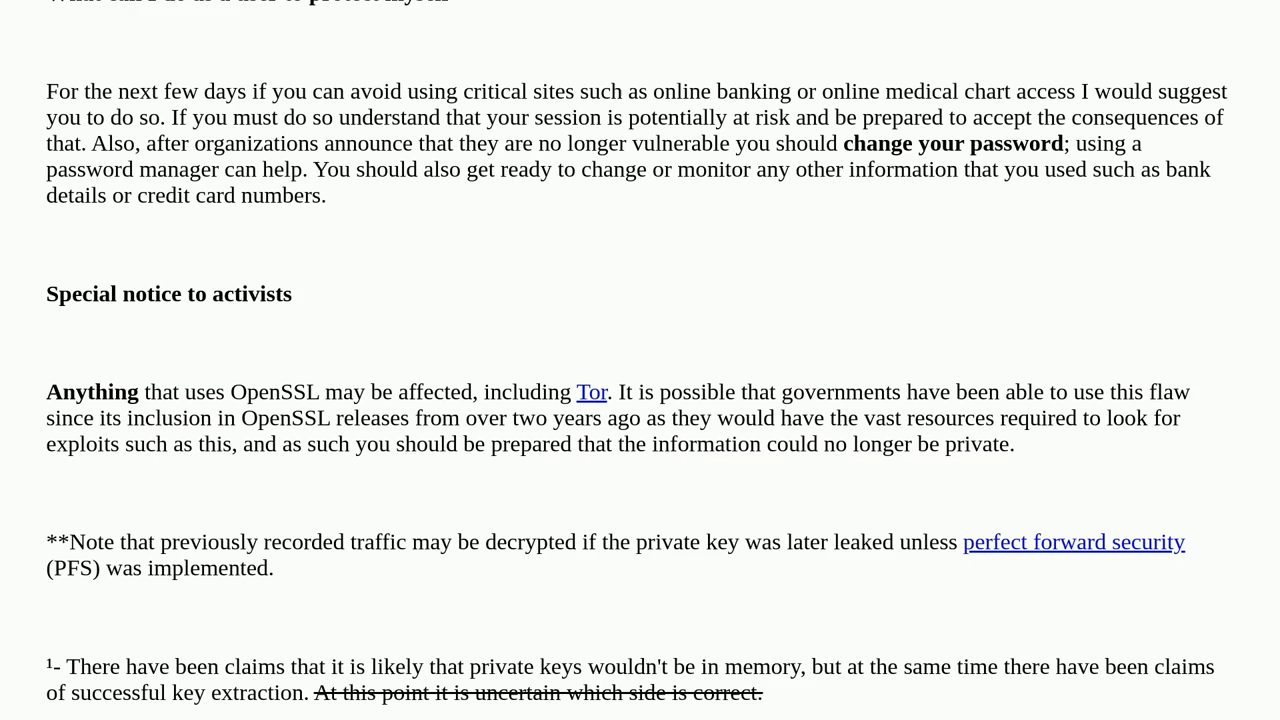 What can I do as a user to protect myself
For the next few days if you can avoid using critical sites such as online banking or online medical chart access I would suggest
you to do so. If you must do so understand that your session is potentially at risk and be prepared to accept the consequences of
that. Also, after organizations announce that they are no longer vulnerable you should change your password; using a
password manager can help. You should also get ready to change or monitor any other information that you used such as bank
details or credit card numbers.
Special notice to activists
Anything that uses OpenSSL may be affected, including Tor. It is possible that governments have been able to use this flaw
since its inclusion in OpenSSL releases from over two years ago as they would have the vast resources required to look for
exploits such as this, and as such you should be prepared that the information could no longer be private.
**Note that previously recorded traffic may be decrypted if the private key was later leaked unless perfect forward security
(PFS) was implemented.
¹- There have been claims that it is likely that private keys wouldn't be in memory, but at the same time there have been claims
of successful key extraction. At this point it is uncertain which side is correct.